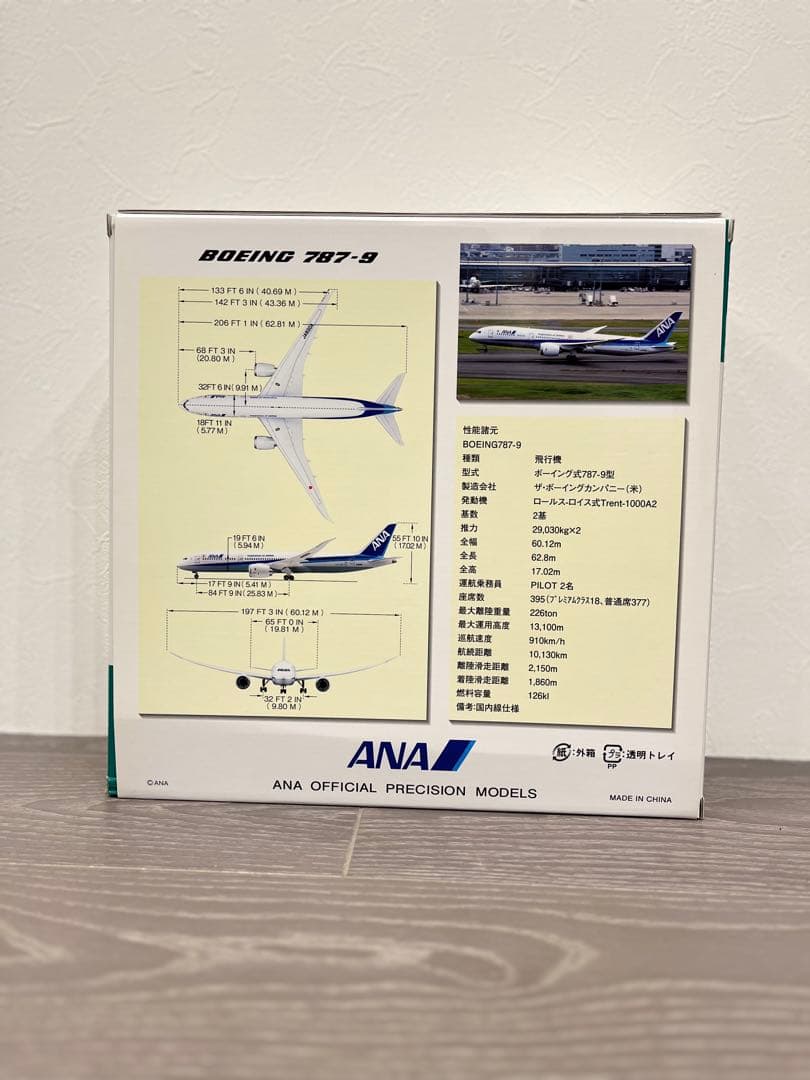 BOEING 787-9
133 FT 6 IN ( 40.69 M )
142 FT 3 IN ( 43.36 M )
206 FT 1 IN ( 62.81 M )
68 FT 3 IN
(20.80 M)
32FT 6 IN( 9.91 M)
18FT 11 IN
( 5.77 M)
19 FT 6 IN
( 5.94 M)
55 FT 10 IN
(17.02 M)
17 FT 9 IN ( 5.41 M)
84 FT 9 IN ( 25.83 M)
197 FT 3 IN ( 60.12 M)
65 FT 0 IN
( 19.81 M)
32 FT 2 IN
(9.80 M)
ANA
性能諸元
BOEING787-9
種類 飛行機
型式 ボーイング式787-9型
製造会社 ザ・ボーイングカンパニー(米)
発動機 ロールス-ロイス式Trent-1000A2
基数 2基
推力 29,030kg×2
全幅 60.12m
全長 62.8m
全高 17.02m
運航乗務員 PILOT 2名
座席数 395(プレミアムクラス18、普通席377)
最大離陸重量 226ton
最大運用高度 13,100m
巡航速度 910km/h
航続距離 10,130km
離陸滑走距離 2,150m
着陸滑走距離 1,860m
燃料容量 126kl
備考:国内線仕様
ANA
紙:外箱 プラ:透明トレイ
PP
©ANA
ANA OFFICIAL PRECISION MODELS
MADE IN CHINA